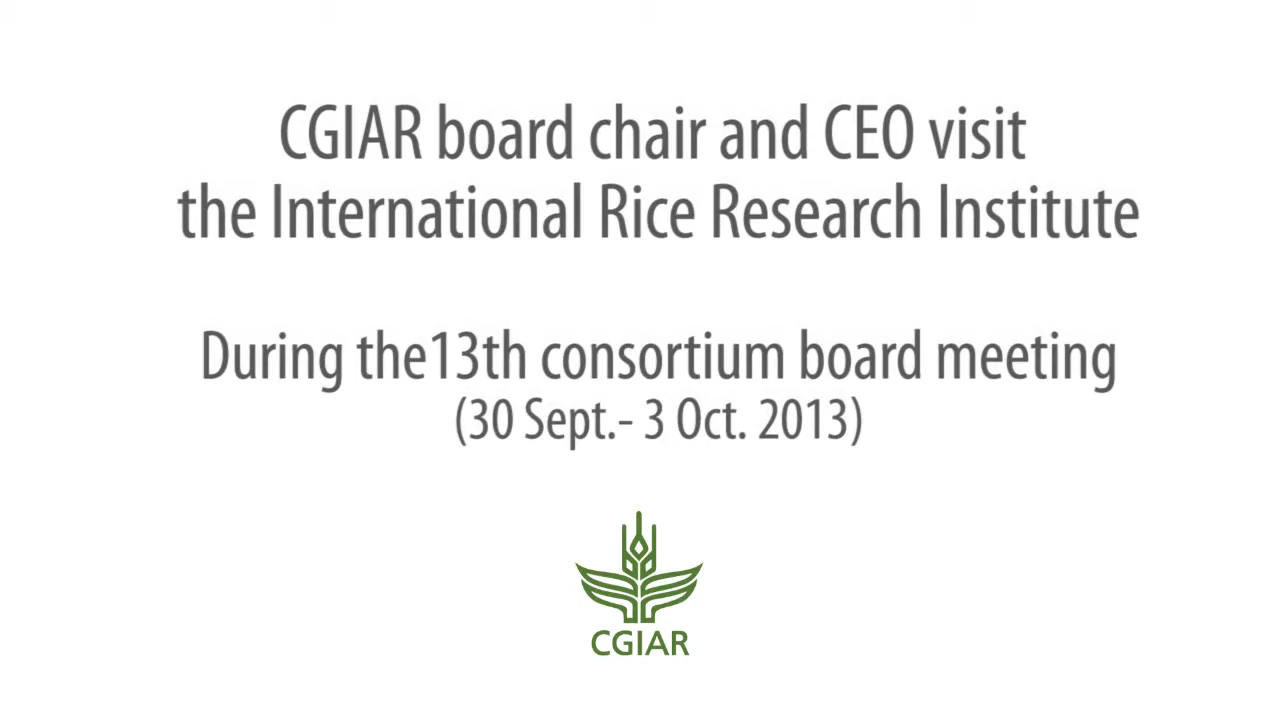 CGIAR board chair and CEO visit
the International Rice Research Institute
During the13th consortium board meeting
(30 Sept.- 3 Oct. 2013)
CGIAR